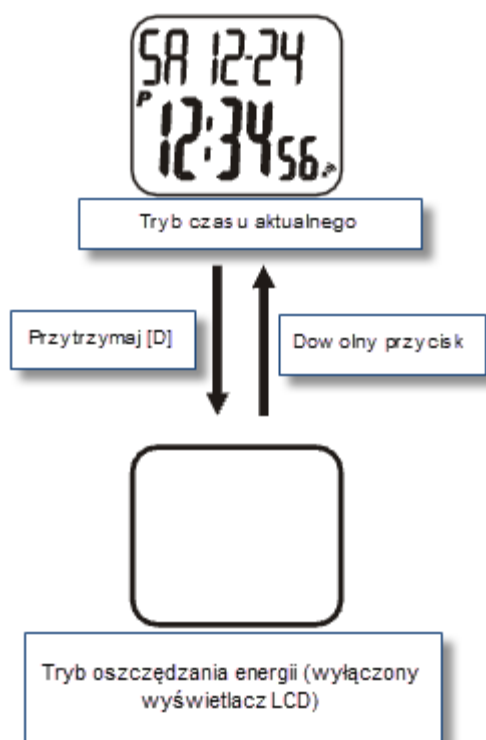 SA 12-24
P
12:34 56
Tryb czasu aktualnego
Przytrzymaj [D]
Dowolny przycisk
Tryb oszczędzania energii (wyłączony
wyświetlacz LCD)